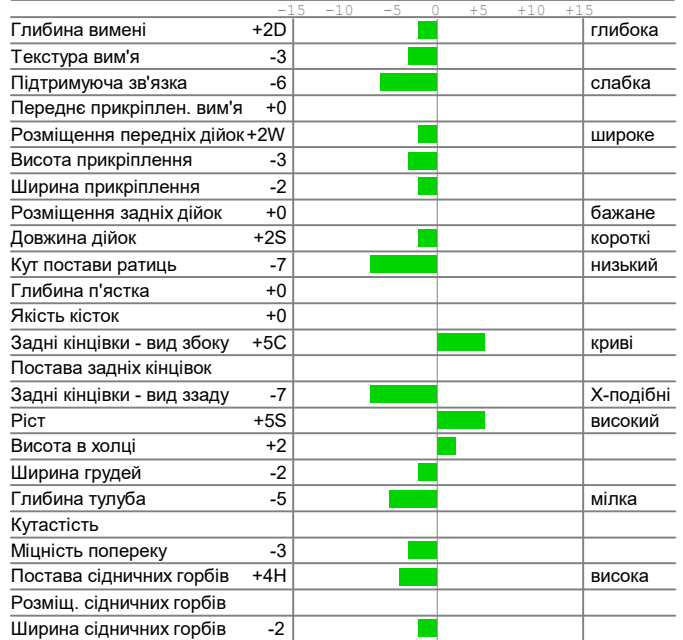 -15 -10 -5 0 +5 +10 +15
Глибина вимені +2D глибока
Текстура вим'я -3
Підтримуюча зв'язка -6 слабка
Переднє прикріплен. вим'я +0
Розміщення передніх дійок +2W широке
Висота прикріплення -3
Ширина прикріплення -2
Розміщення задніх дійок +0 бажане
Довжина дійок +2S короткі
Кут постави ратиць -7 низький
Глибина п'ястка +0
Якість кісток +0
Задні кінцівки - вид збоку +5C криві
Постава задніх кінцівок
Задні кінцівки - вид ззаду -7 Х-подібні
Ріст +5S високий
Висота в холці +2
Ширина грудей -2
Глибина тулуба -5 мілка
Кутастість
Міцність попереку -3
Постава сідничних горбів +4H висока
Розміщ. сідничних горбів
Ширина сідничних горбів -2